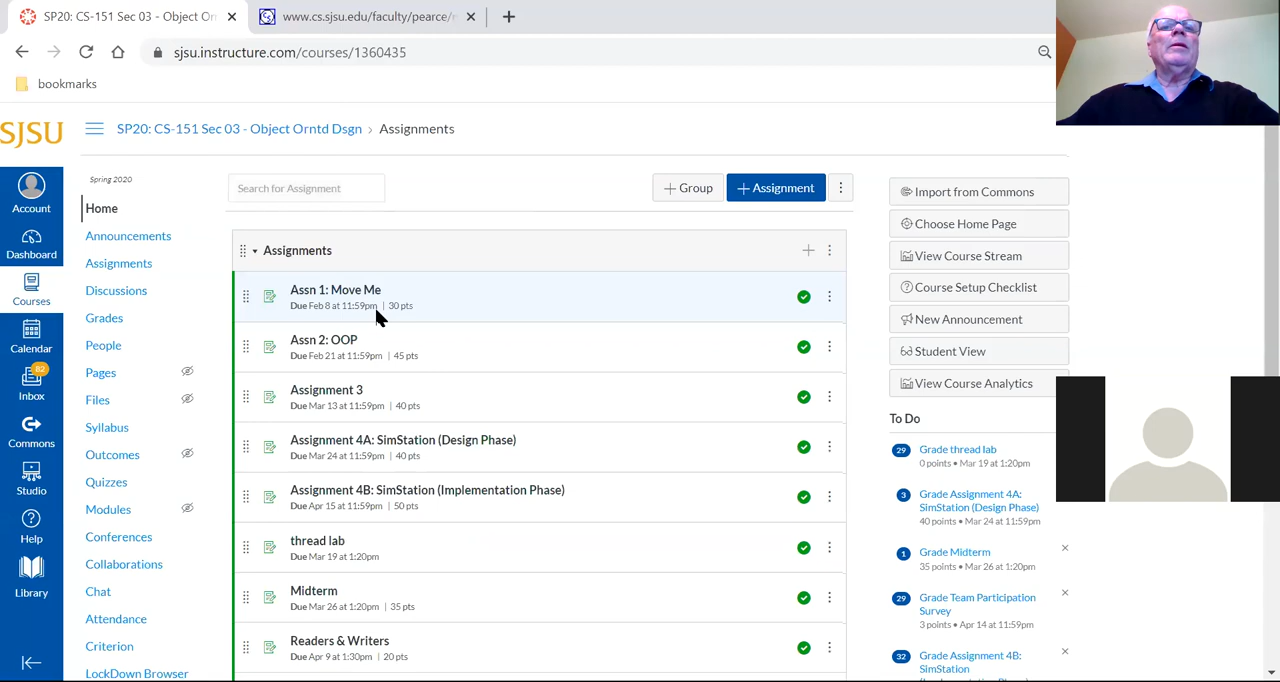 SP20: CS-151 Sec 03 - Object Orn
www.cs.sjsu.edu/faculty/pearce/
sjsu.instructure.com/courses/1360435
bookmarks
SJSU
SP20: CS-151 Sec 03 - Object Orntd Dsgn › Assignments
Account
Dashboard
Courses
Calendar
82
Inbox
Commons
Studio
Help
Library
Spring 2020
Home
Announcements
Assignments
Discussions
Grades
People
Pages
Files
Syllabus
Outcomes
Quizzes
Modules
Conferences
Collaborations
Chat
Attendance
Criterion
LockDown Browser
Search for Assignment
Group
Assignment
Assignments
Assn 1: Move Me
Due Feb 8 at 11:59pm | 30 pts
Assn 2: OOP
Due Feb 21 at 11:59pm | 45 pts
Assignment 3
Due Mar 13 at 11:59pm | 40 pts
Assignment 4A: SimStation (Design Phase)
Due Mar 24 at 11:59pm | 40 pts
Assignment 4B: SimStation (Implementation Phase)
Due Apr 15 at 11:59pm | 50 pts
thread lab
Due Mar 19 at 1:20pm
Midterm
Due Mar 26 at 1:20pm | 35 pts
Readers & Writers
Due Apr 9 at 1:30pm | 20 pts
Import from Commons
Choose Home Page
View Course Stream
Course Setup Checklist
New Announcement
Student View
View Course Analytics
To Do
29 Grade thread lab
0 points • Mar 19 at 1:20pm
3 Grade Assignment 4A:
SimStation (Design Phase)
40 points • Mar 24 at 11:59pm
1 Grade Midterm
35 points • Mar 26 at 1:20pm
29 Grade Team Participation
Survey
3 points • Apr 14 at 11:59pm
32 Grade Assignment 4B:
SimStation